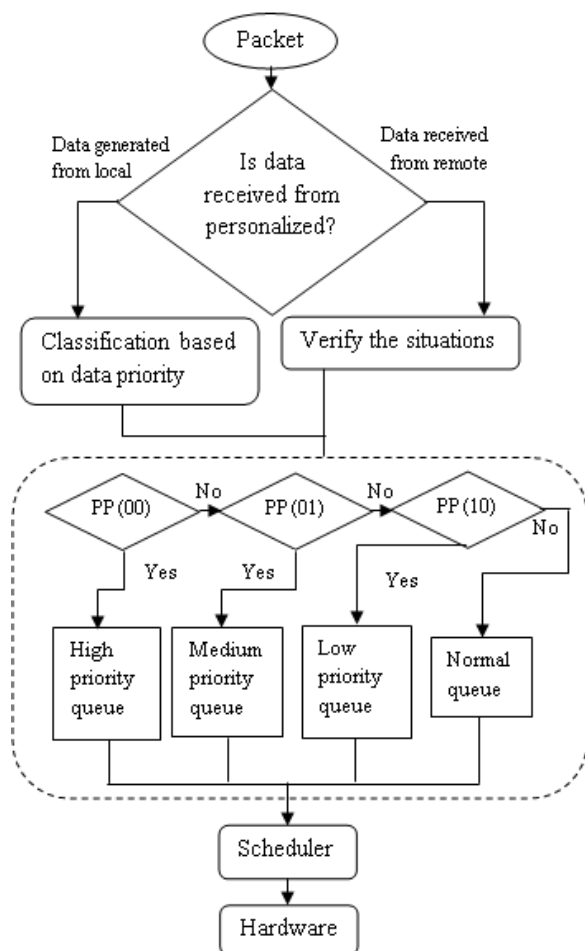 Packet
Data generated
from local
Data received
from remote
Is data
received from
personalized?
Classification based
on data priority
Verify the situations
PP (00)
No
PP (01)
No
PP (10)
No
Yes
Yes
Yes
High
priority
queue
Medium
priority
queue
Low
priority
queue
Normal
queue
Scheduler
Hardware